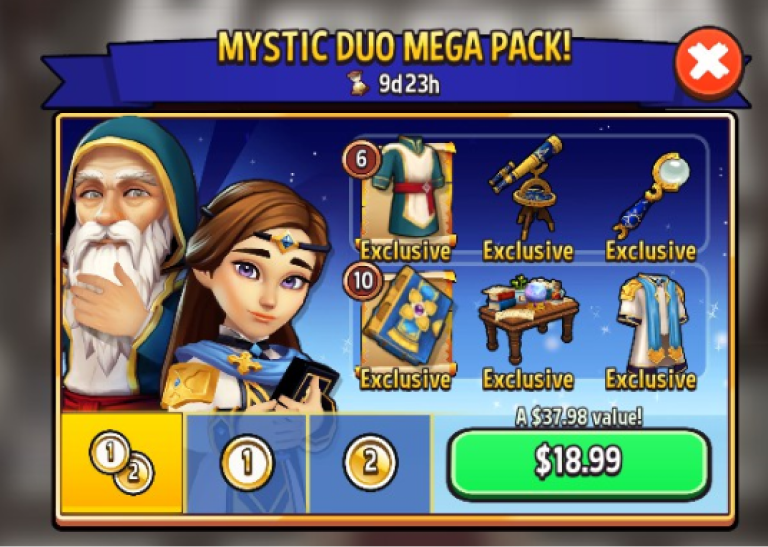 MYSTIC DUO MEGA PACK!
9d 23h
6
Exclusive Exclusive Exclusive
10
Exclusive Exclusive Exclusive
A $37.98 value!
1 2
1
2
$18.99